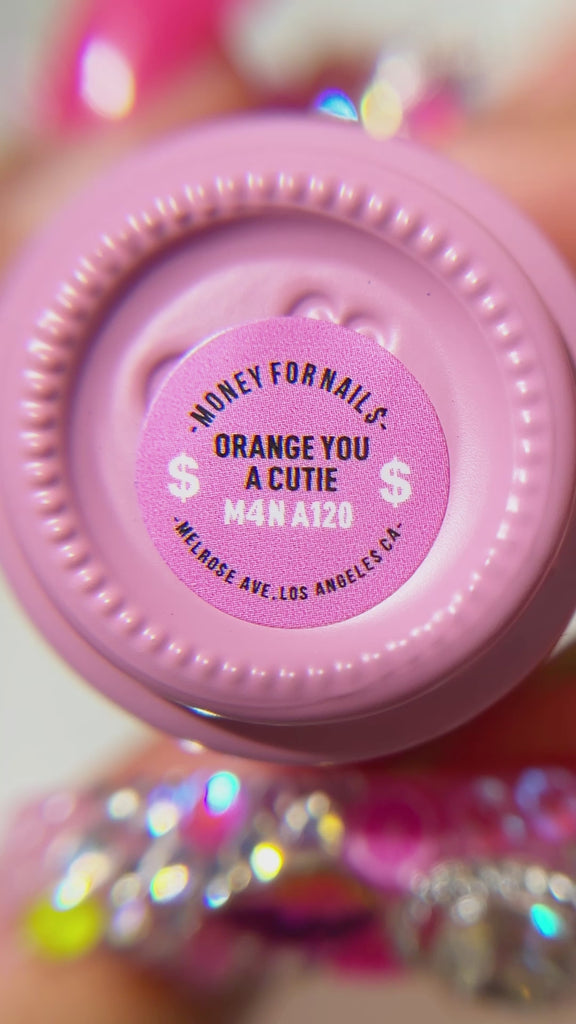 -MONEY FOR NAILS-
ORANGE YOU
A CUTIE
$ $
M4N A120
-MELROSE AVE. LOS ANGELES CA-